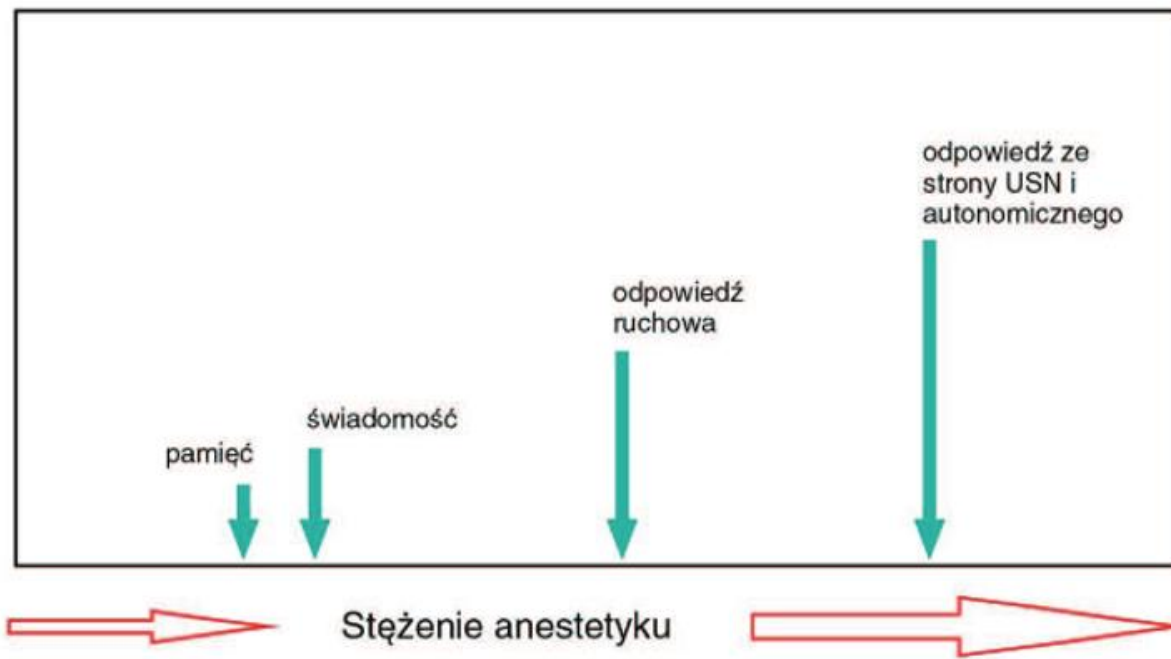 odpowiedź ze
strony USN i
autonomicznego
odpowiedź
ruchowa
świadomość
pamięć
Stężenie anestetyku